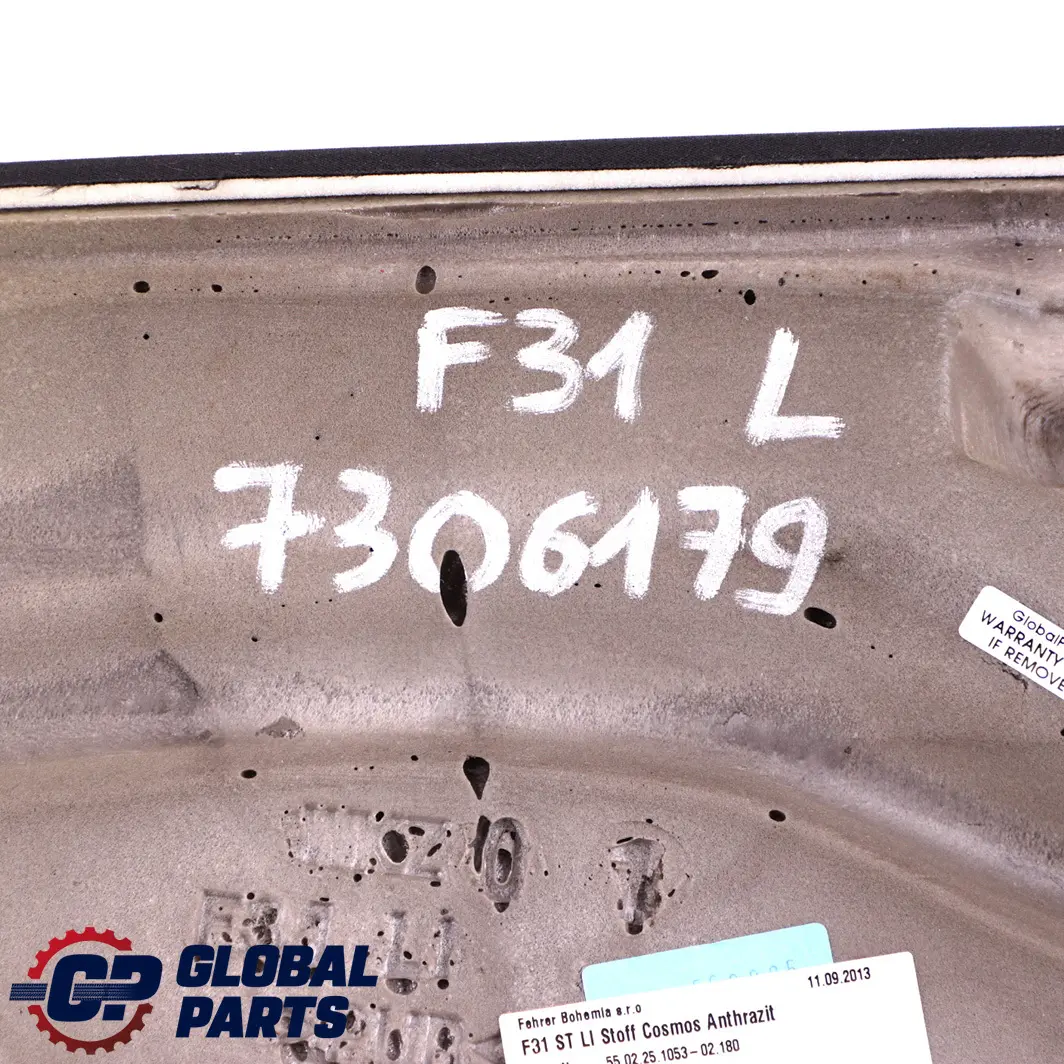 F31 L
7306179
GlobalP
WARRANTY
IF REMOVE
11.09.2013
Fehrer Bohemia s.r.o
F31 ST LI Stoff Cosmos Anthrazit
55.02.25.1053-02.180
GP GLOBAL
PARTS